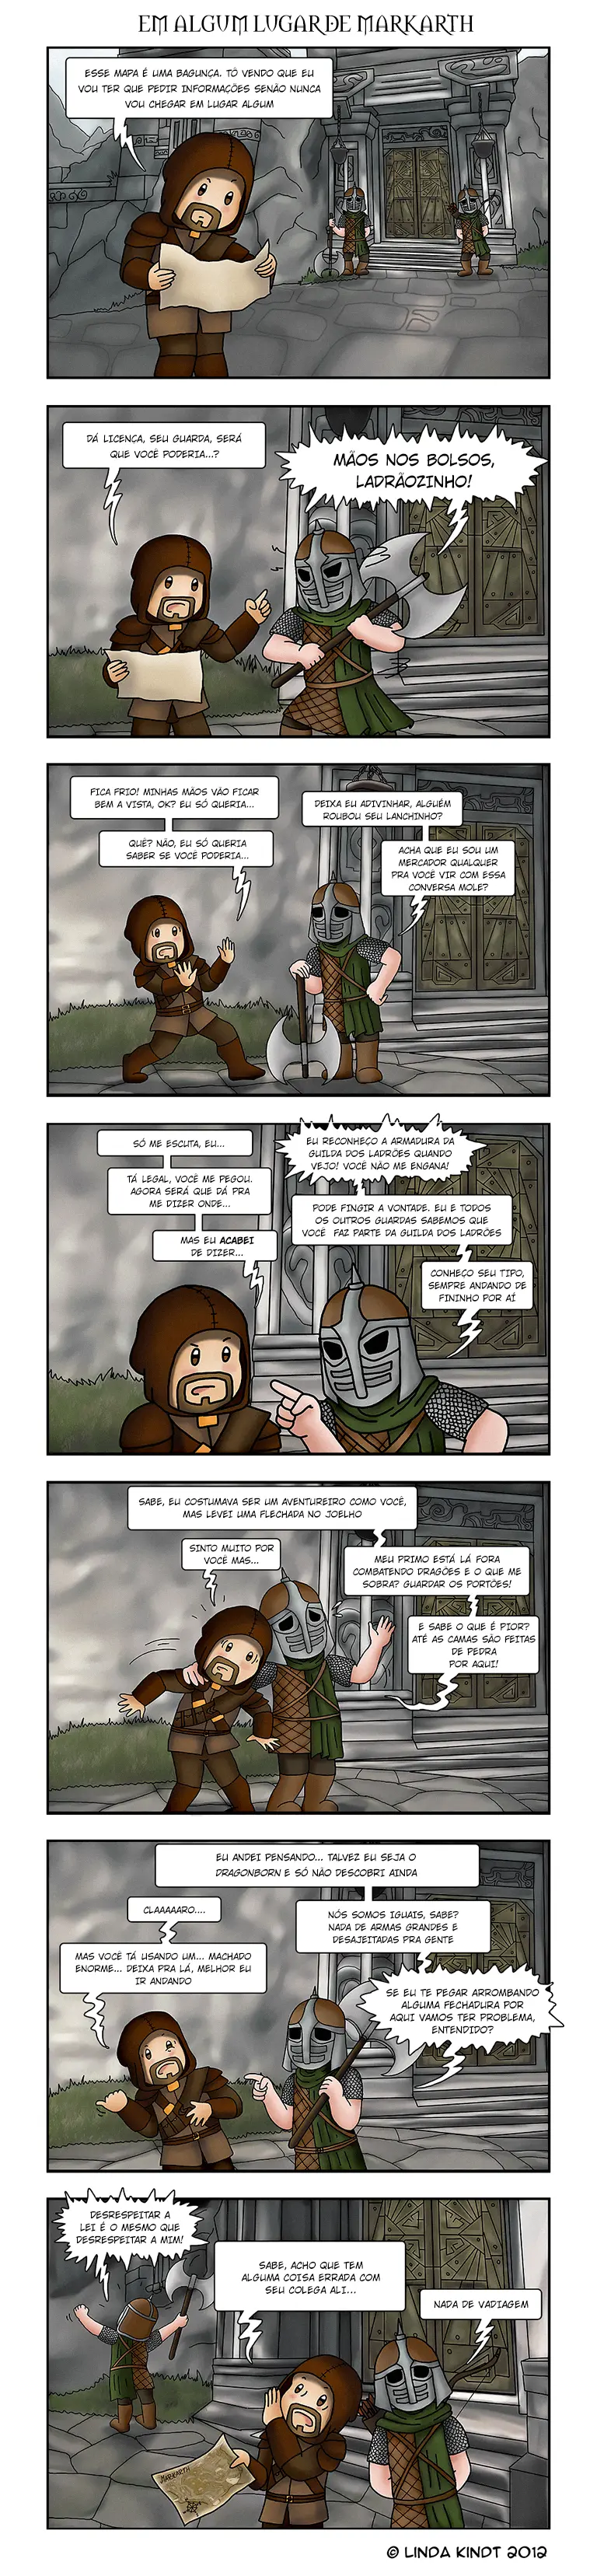 EM ALGUM LUGAR DE MARKARTH
ESSE MAPA É UMA BAGUNÇA. TÔ VENDO QUE EU
VOU TER QUE PEDIR INFORMAÇÕES SENÃO NUNCA
VOU CHEGAR EM LUGAR ALGUM
DÁ LICENÇA, SEU GUARDA, SERÁ
QUE VOCÊ PODERIA...?
MÃOS NOS BOLSOS,
LADRÃOZINHO!
FICA FRIO! MINHAS MÃOS VÃO FICAR
BEM A VISTA, OK? EU SÓ QUERIA...
DEIXA EU ADIVINHAR, ALGUÉM
ROUBOU SEU LANCHINHO?
QUÊ? NÃO, EU SÓ QUERIA
SABER SE VOCÊ PODERIA...
ACHA QUE EU SOU UM
MERCADOR QUALQUER
PRA VOCÊ VIR COM ESSA
CONVERSA MOLE?
SÓ ME ESCUTA, EU...
EU RECONHEÇO A ARMADURA DA
GUILDA DOS LADRÕES QUANDO
VEJO! VOCÊ NÃO ME ENGANA!
TÁ LEGAL, VOCÊ ME PEGOU.
AGORA SERÁ QUE DÁ PRA
ME DIZER ONDE...
PODE FINGIR A VONTADE. EU E TODOS
OS OUTROS GUARDAS SABEMOS QUE
VOCÊ FAZ PARTE DA GUILDA DOS LADRÕES
MAS EU ACABEI
DE DIZER...
CONHEÇO SEU TIPO,
SEMPRE ANDANDO DE
FININHO POR AÍ
SABE, EU COSTUMAVA SER UM AVENTUREIRO COMO VOCÊ,
MAS LEVEI UMA FLECHADA NO JOELHO
SINTO MUITO POR
VOCÊ MAS...
MEU PRIMO ESTÁ LÁ FORA
COMBATENDO DRAGÕES E O QUE ME
SOBRA? GUARDAR OS PORTÕES!
E SABE O QUE É PIOR?
ATÉ AS CAMAS SÃO FEITAS
DE PEDRA
POR AQUI!
EU ANDEI PENSANDO... TALVEZ EU SEJA O
DRAGONBORN E SÓ NÃO DESCOBRI AINDA
CLAAAAARO....
NÓS SOMOS IGUAIS, SABE?
NADA DE ARMAS GRANDES E
DESAJEITADAS PRA GENTE
MAS VOCÊ TÁ USANDO UM... MACHADO
ENORME... DEIXA PRA LÁ, MELHOR EU
IR ANDANDO
SE EU TE PEGAR ARROMBANDO
ALGUMA FECHADURA POR
AQUI VAMOS TER PROBLEMA,
ENTENDIDO?
DESRESPEITAR A
LEI É O MESMO QUE
DESRESPEITAR A MIM!
SABE, ACHO QUE TEM
ALGUMA COISA ERRADA COM
SEU COLEGA ALI...
NADA DE VADIAGEM
MARKARTH
© LINDA KINDT 2012